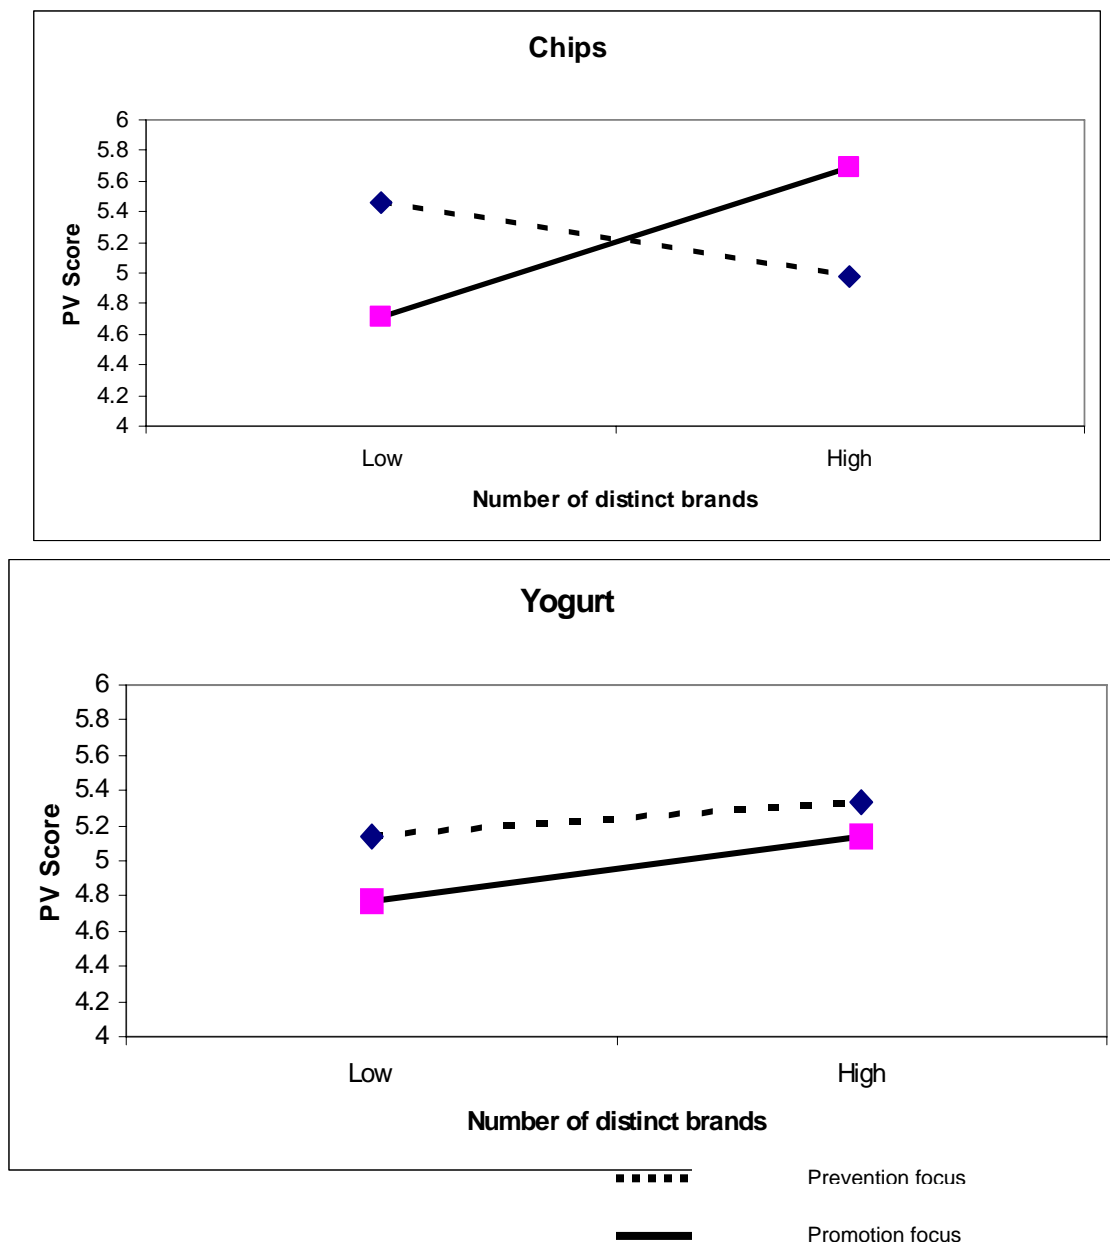 Chips
PV Score
6
5.8
5.6
5.4
5.2
5
4.8
4.6
4.4
4.2
4
Low High
Number of distinct brands
Yogurt
PV Score
6
5.8
5.6
5.4
5.2
5
4.8
4.6
4.4
4.2
4
Low High
Number of distinct brands
Prevention focus
Promotion focus